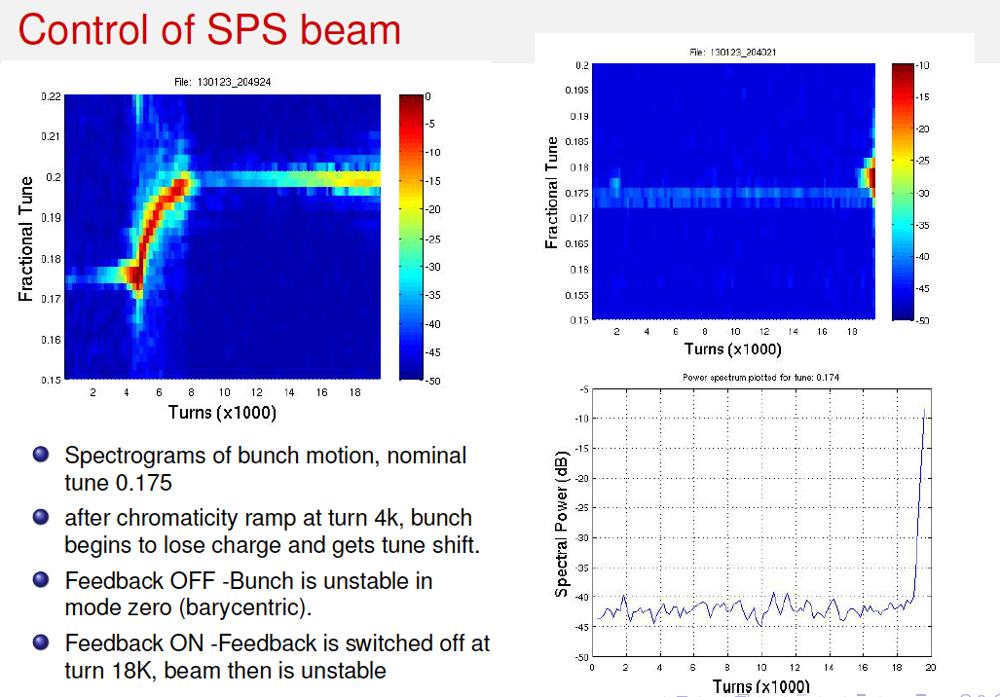 Control of SPS beam
File: 130123_204924
0.22
0.21
0.2
0.19
0.18
0.17
0.16
0.15
Fractional Tune
2 4 6 8 10 12 14 16 18
Turns (x1000)
0
-5
-10
-15
-20
-25
-30
-35
-40
-45
-50
File: 130123_204021
0.2
0.195
0.19
0.185
0.18
0.175
0.17
0.165
0.16
0.155
0.15
Fractional Tune
2 4 6 8 10 12 14 16 18
Turns (x1000)
-10
-15
-20
-25
-30
-35
-40
-45
-50
Spectrograms of bunch motion, nominal
tune 0.175
after chromaticity ramp at turn 4k, bunch
begins to lose charge and gets tune shift.
Feedback OFF -Bunch is unstable in
mode zero (barycentric).
Feedback ON -Feedback is switched off at
turn 18K, beam then is unstable
Power spectrum plotted for tune: 0.174
-5
-10
-15
-20
-25
-30
-35
-40
-45
-50
Spectral Power (dB)
0 2 4 6 8 10 12 14 16 18 20
Turns (x1000)